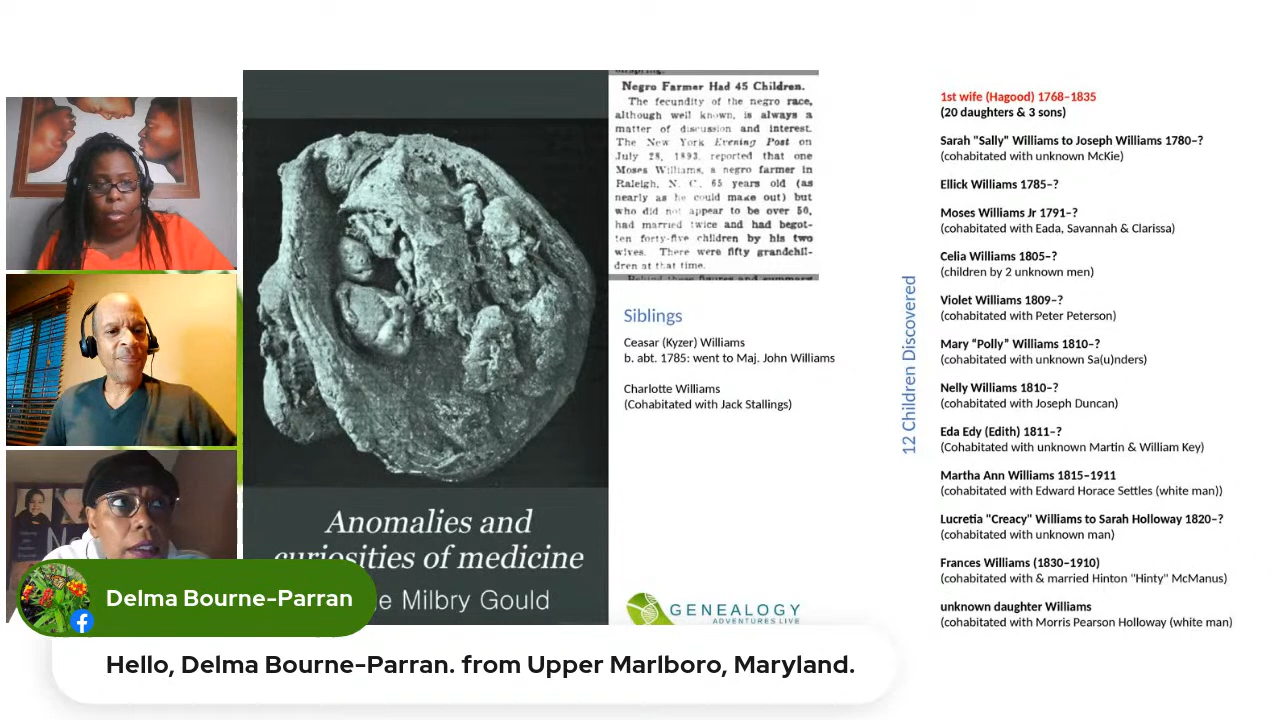 Negro Farmer Had 45 Children.
The fecundity of the negro race,
although well known, is always a
matter of discussion and interest.
The New York Evening Post on
July 28, 1893, reported that one
Moses Williams, a negro farmer in
Raleigh, N. C., 65 years old (as
nearly as he could make out) but
who did not appear to be over 50,
had married twice and had begot-
ten forty-five children by his two
wives. There were fifty grandchil-
dren at that time.
Siblings
Ceasar (Kyzer) Williams
b. abt. 1785: went to Maj. John Williams
Charlotte Williams
(Cohabitated with Jack Stallings)
12 Children Discovered
1st wife (Hagood) 1768–1835
(20 daughters & 3 sons)
Sarah "Sally" Williams to Joseph Williams 1780–?
(cohabitated with unknown McKie)
Ellick Williams 1785–?
Moses Williams Jr 1791–?
(cohabitated with Eada, Savannah & Clarissa)
Celia Williams 1805–?
(children by 2 unknown men)
Violet Williams 1809–?
(cohabitated with Peter Peterson)
Mary “Polly” Williams 1810–?
(cohabitated with unknown Sa(u)nders)
Nelly Williams 1810–?
(cohabitated with Joseph Duncan)
Eda Edy (Edith) 1811–?
(Cohabitated with unknown Martin & William Key)
Martha Ann Williams 1815–1911
(cohabitated with Edward Horace Settles (white man))
Lucretia "Creacy" Williams to Sarah Holloway 1820–?
(cohabitated with unknown man)
Frances Williams (1830–1910)
(cohabitated with & married Hinton "Hinty" McManus)
unknown daughter Williams
(cohabitated with Morris Pearson Holloway (white man)
Anomalies and
curiosities of medicine
Milbry Gould
GENEALOGY
ADVENTURES LIVE
Delma Bourne-Parran
Hello, Delma Bourne-Parran. from Upper Marlboro, Maryland.